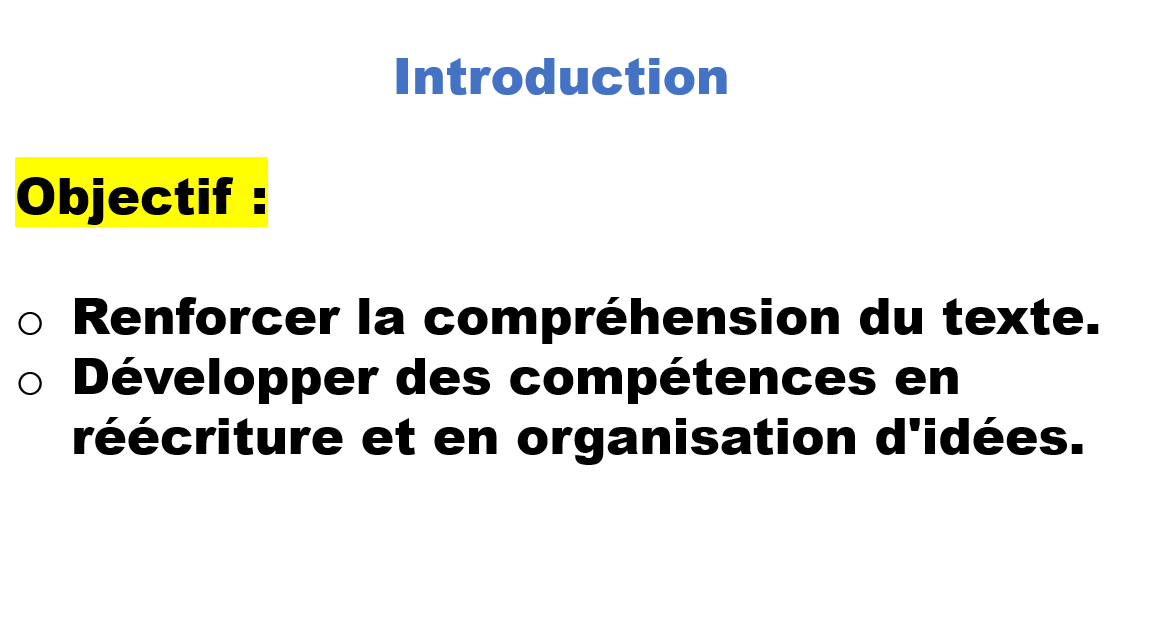 Introduction
Objectif :
o Renforcer la compréhension du texte.
o Développer des compétences en
réécriture et en organisation d'idées.